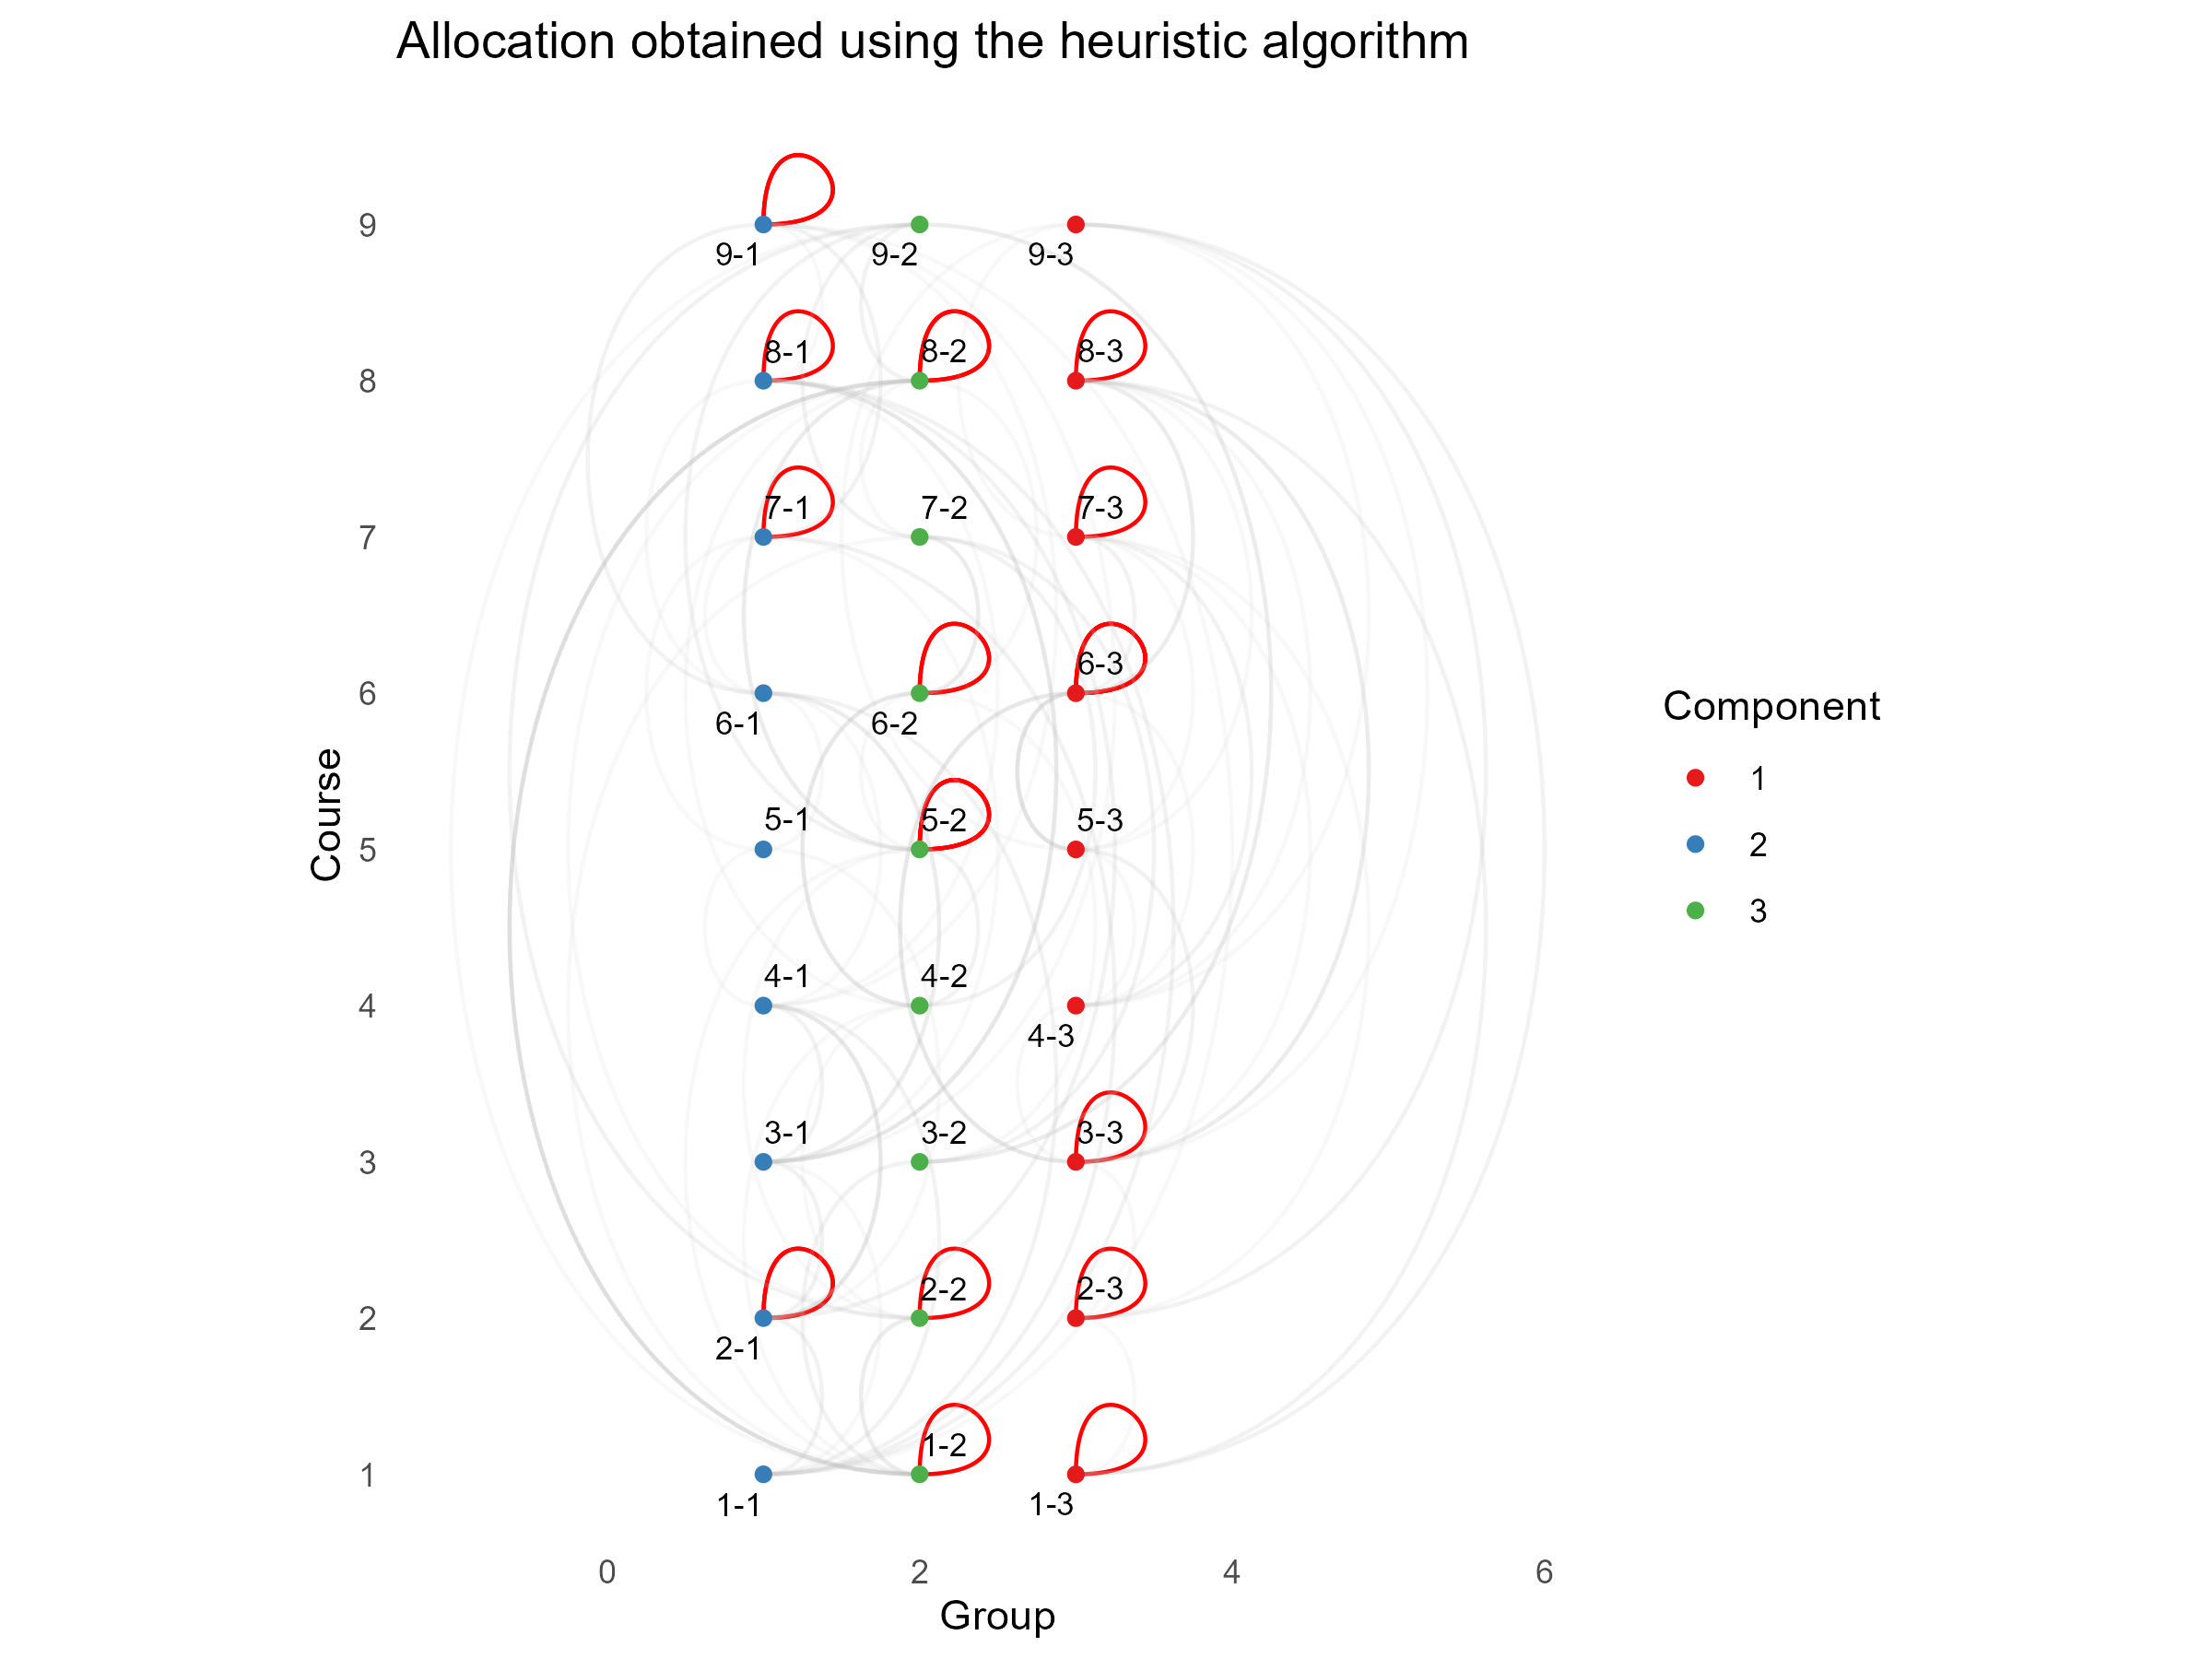 Allocation obtained using the heuristic algorithm
9
9-1 9-2 9-3
8-1 8-2 8-3
8
7-1 7-2 7-3
7
6-3
6
6-1 6-2
5-1 5-2 5-3
5
4-1 4-2
4
4-3
3-1 3-2 3-3
3
2-2 2-3
2
2-1
1-2
1
1-1 1-3
0 2 4 6
Group
Course
Component
1
2
3